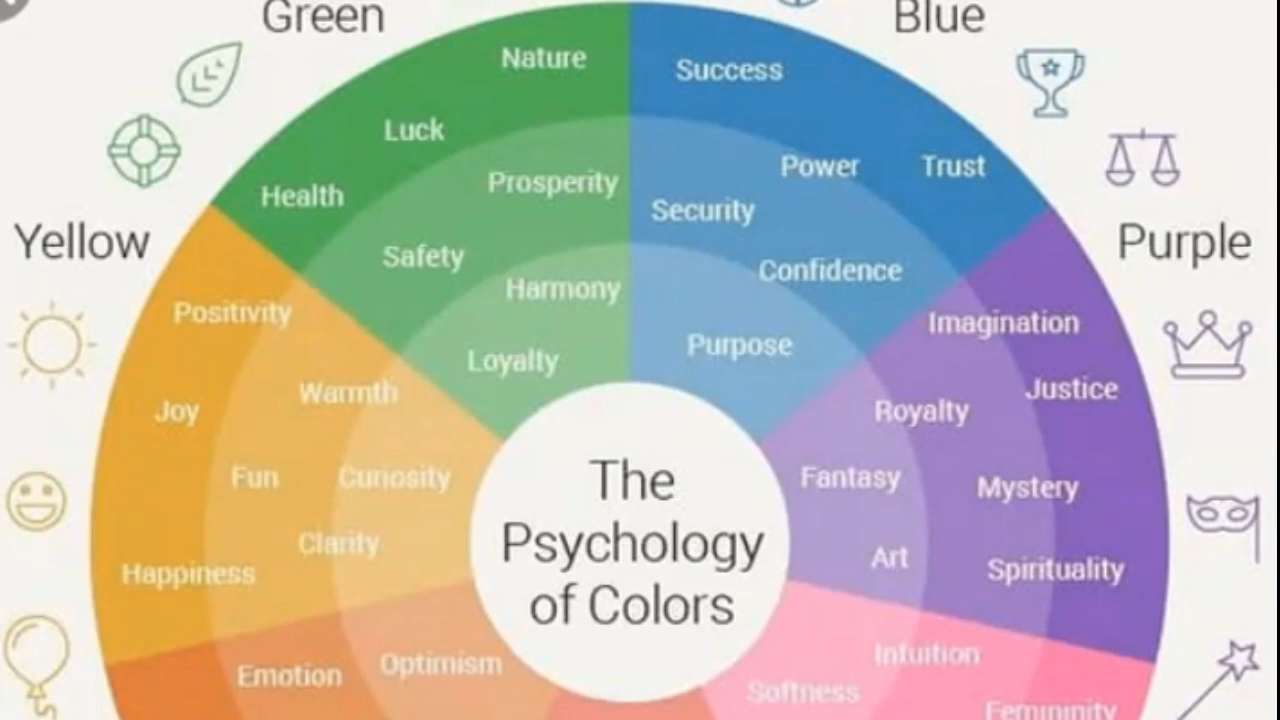 Green
Blue
Yellow
Purple
Nature
Luck
Health
Prosperity
Safety
Harmony
Loyalty
Success
Power
Trust
Security
Confidence
Purpose
Positivity
Joy
Warmth
Fun
Curiosity
Clarity
Happiness
Imagination
Justice
Royalty
Fantasy
Mystery
Art
Spirituality
The
Psychology
of Colors
Emotion
Optimism
Intuition
Softness
Femininity